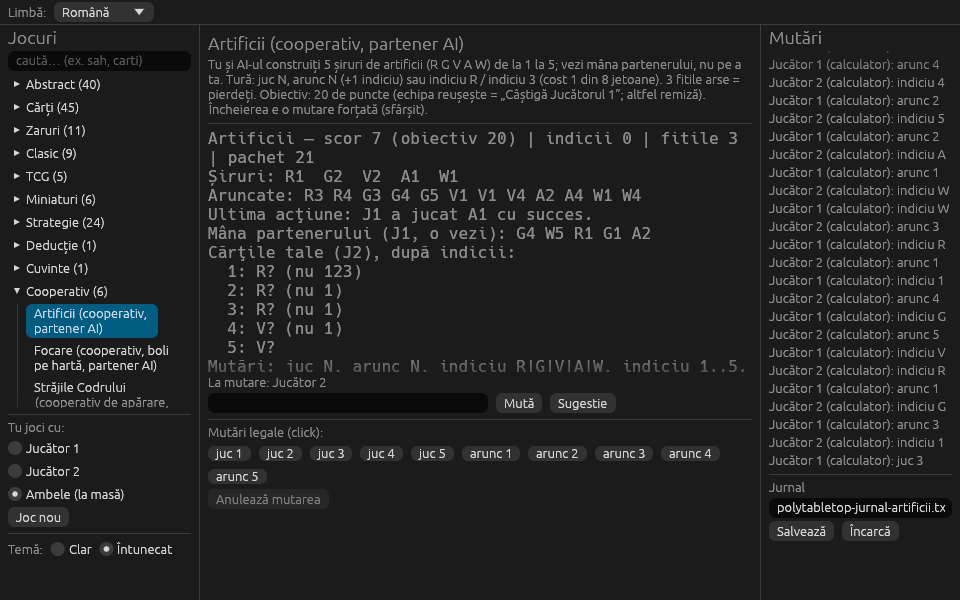 Limbă: Română
Jocuri
caută... (ex. sah, carti)
Abstract (40)
Cărți (45)
Zaruri (11)
Clasic (9)
TCG (5)
Miniaturi (6)
Strategie (24)
Deducție (1)
Cuvinte (1)
Cooperativ (6)
Artificii (cooperativ,
partener AI)
Focare (cooperativ, boli
pe hartă, partener AI)
Străjile Codrului
(cooperativ de apărare,
Tu joci cu:
Jucător 1
Jucător 2
Ambele (la masă)
Joc nou
Temă: Clar Întunecat
Artificii (cooperativ, partener AI)
Tu și AI-ul construiți 5 șiruri de artificii (R G V A W) de la 1 la 5; vezi mâna partenerului, nu pe a
ta. Tură: juc N, arunc N (+1 indiciu) sau indiciu R / indiciu 3 (cost 1 din 8 jetoane). 3 fitile arse =
pierdeți. Obiectiv: 20 de puncte (echipa reușește = „Câștigă Jucătorul 1”; altfel remiză).
Încheierea e o mutare forțată (sfârșit).
Artificii — scor 7 (obiectiv 20) | indicii 0 | fitile 3
| pachet 21
Șiruri: R1 G2 V2 A1 W1
Aruncate: R3 R4 G3 G4 G5 V1 V1 V4 A2 A4 W1 W4
Ultima acțiune: J1 a jucat A1 cu succes.
Mâna partenerului (J1, o vezi): G4 W5 R1 G1 A2
Cărțile tale (J2), după indicii:
1: R? (nu 123)
2: R? (nu 1)
3: R? (nu 1)
4: V? (nu 1)
5: V?
Mutări: juc N, arunc N, indiciu R|G|V|A|W, indiciu 1..5.
La mutare: Jucător 2
Mută Sugestie
Mutări legale (click):
juc 1 juc 2 juc 3 juc 4 juc 5 arunc 1 arunc 2 arunc 3 arunc 4
arunc 5
Anulează mutarea
Mutări
Jucător 1 (calculator): arunc 4
Jucător 2 (calculator): indiciu 3
Jucător 1 (calculator): arunc 2
Jucător 2 (calculator): indiciu 5
Jucător 1 (calculator): arunc 2
Jucător 2 (calculator): indiciu A
Jucător 1 (calculator): arunc 1
Jucător 2 (calculator): indiciu W
Jucător 1 (calculator): indiciu W
Jucător 2 (calculator): arunc 3
Jucător 1 (calculator): indiciu R
Jucător 2 (calculator): arunc 1
Jucător 1 (calculator): indiciu 1
Jucător 2 (calculator): arunc 4
Jucător 1 (calculator): indiciu G
Jucător 2 (calculator): arunc 5
Jucător 1 (calculator): indiciu V
Jucător 2 (calculator): indiciu R
Jucător 1 (calculator): arunc 1
Jucător 2 (calculator): indiciu G
Jucător 1 (calculator): arunc 3
Jucător 2 (calculator): indiciu 1
Jucător 1 (calculator): juc 3
Jurnal
polytabletop-jurnal-artificii.tx
Salvează Încarcă